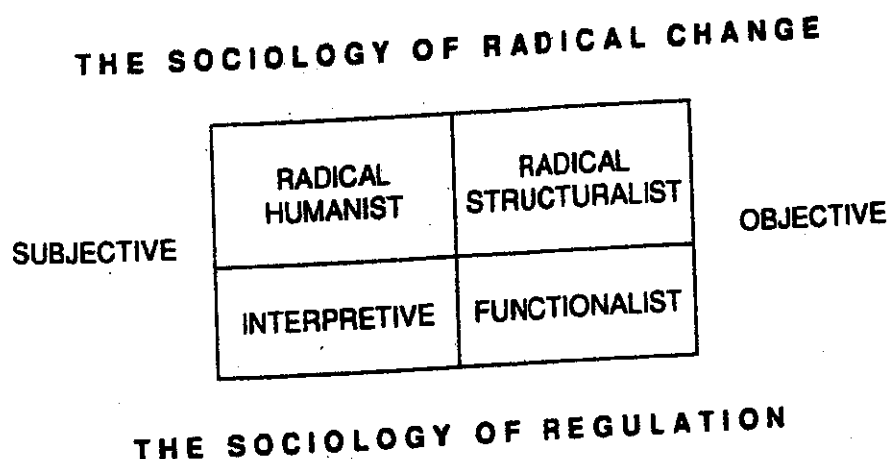 THE SOCIOLOGY OF RADICAL CHANGE
RADICAL
HUMANIST
RADICAL
STRUCTURALIST
SUBJECTIVE
OBJECTIVE
INTERPRETIVE
FUNCTIONALIST
THE SOCIOLOGY OF REGULATION